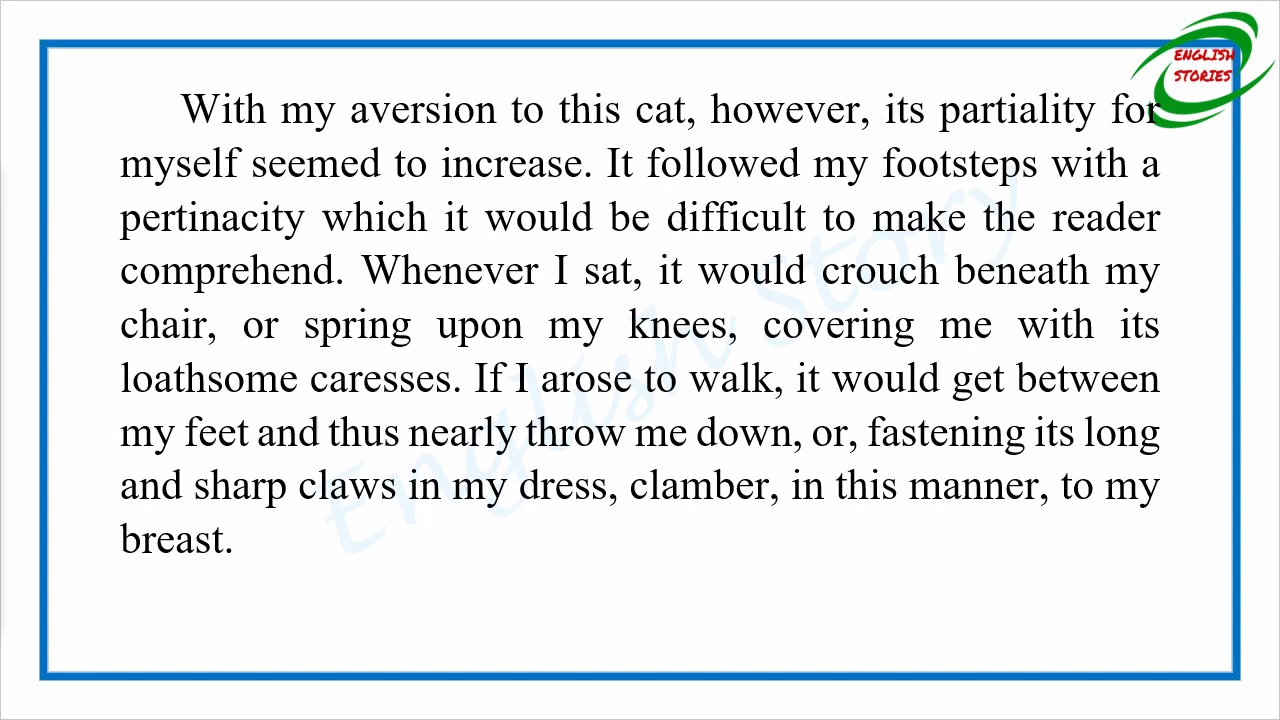 ENGLISH
STORIES
With my aversion to this cat, however, its partiality for
myself seemed to increase. It followed my footsteps with a
pertinacity which it would be difficult to make the reader
comprehend. Whenever I sat, it would crouch beneath my
chair, or spring upon my knees, covering me with its
loathsome caresses. If I arose to walk, it would get between
my feet and thus nearly throw me down, or, fastening its long
and sharp claws in my dress, clamber, in this manner, to my
breast.
English Story